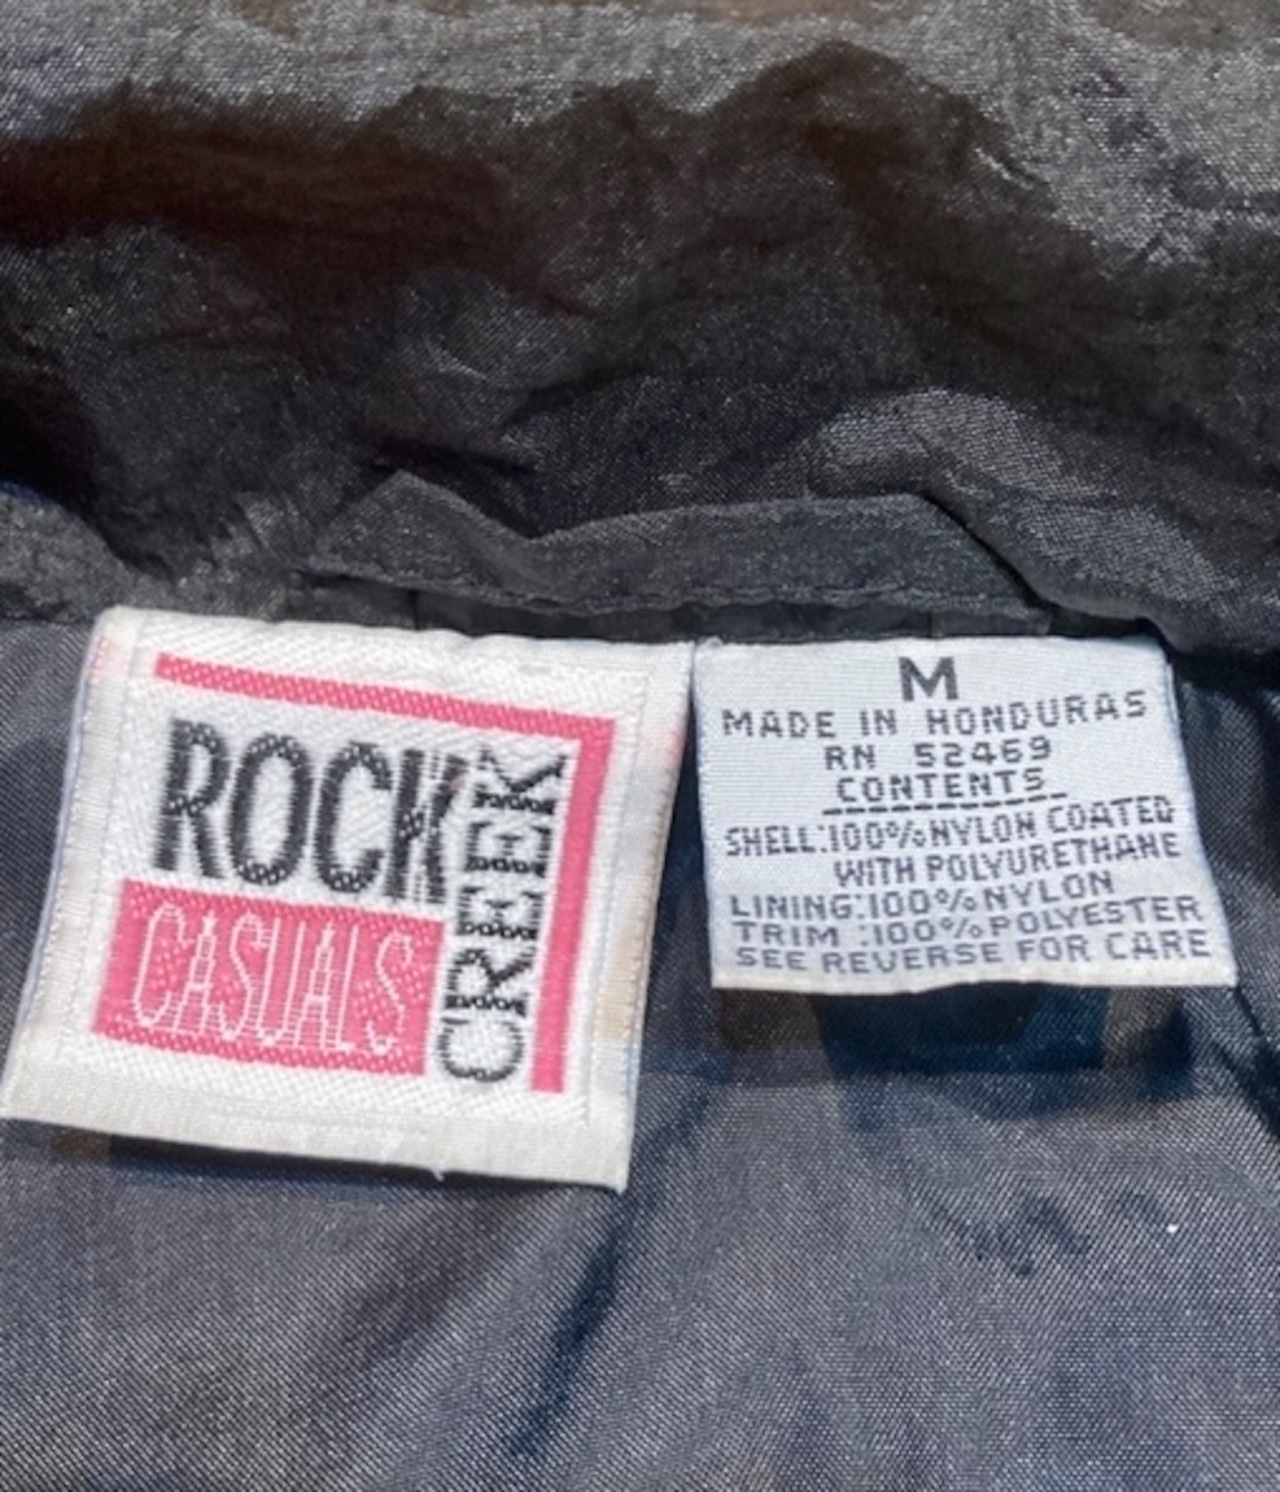 ROCK
CREEK
CASUALS
M
MADE IN HONDURAS
RN 52469
CONTENTS
SHELL:100%NYLON COATED
WITH POLYURETHANE
LINING:100%NYLON
TRIM :100%POLYESTER
SEE REVERSE FOR CARE